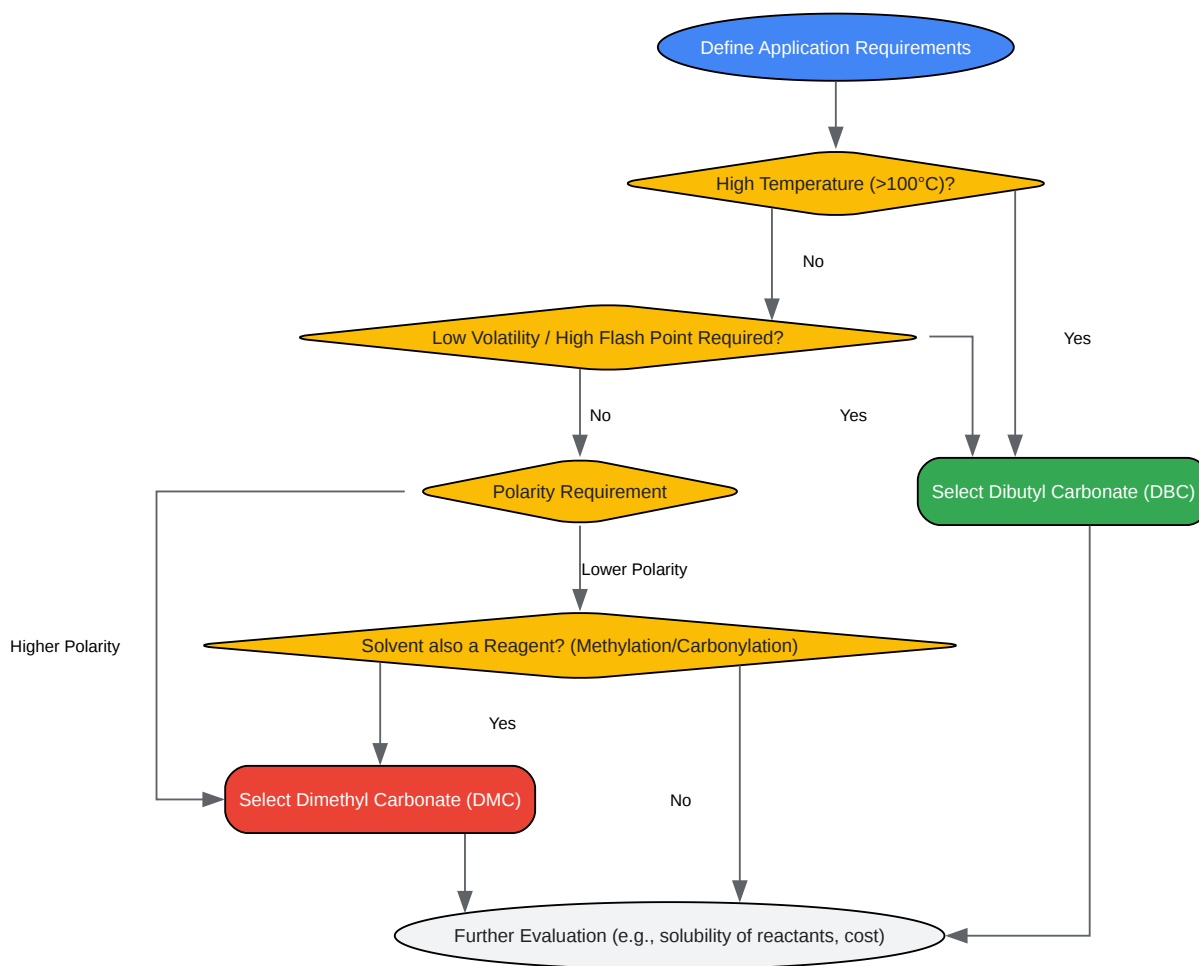 Define Application Requirements
High Temperature (>100°C)?
No
Yes
Low Volatility / High Flash Point Required?
No
Yes
Polarity Requirement
Select Dibutyl Carbonate (DBC)
Lower Polarity
Higher Polarity
Solvent also a Reagent? (Methylation/Carbonylation)
Yes
No
Select Dimethyl Carbonate (DMC)
Further Evaluation (e.g., solubility of reactants, cost)